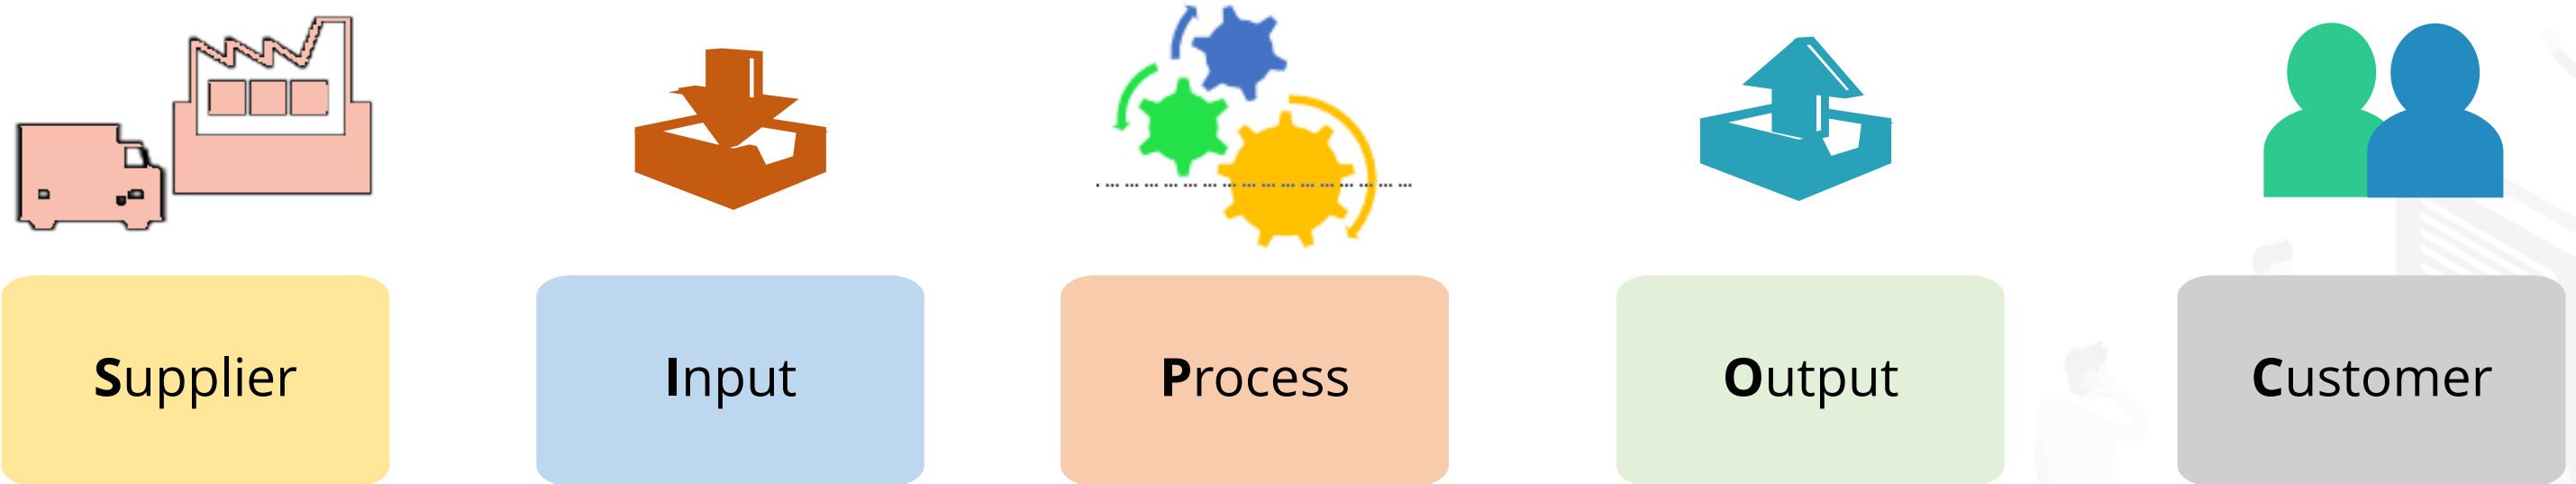 Supplier
Input
Process
Output
Customer